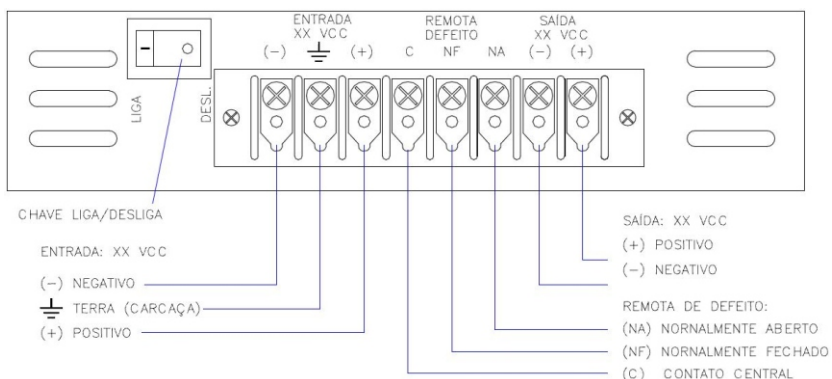 ENTRADA
XX VCC
REMOTA
DEFEITO
SAÍDA
XX VCC
(-) (+) C NF NA (-) (+)
LIGA
DESL.
CHAVE LIGA/DESLIGA
ENTRADA: XX VCC
(-) NEGATIVO
TERRA (CARCAÇA)
(+) POSITIVO
SAÍDA: XX VCC
(+) POSITIVO
(-) NEGATIVO
REMOTA DE DEFEITO:
(NA) NORNALMENTE ABERTO
(NF) NORNALMENTE FECHADO
(C) CONTATO CENTRAL